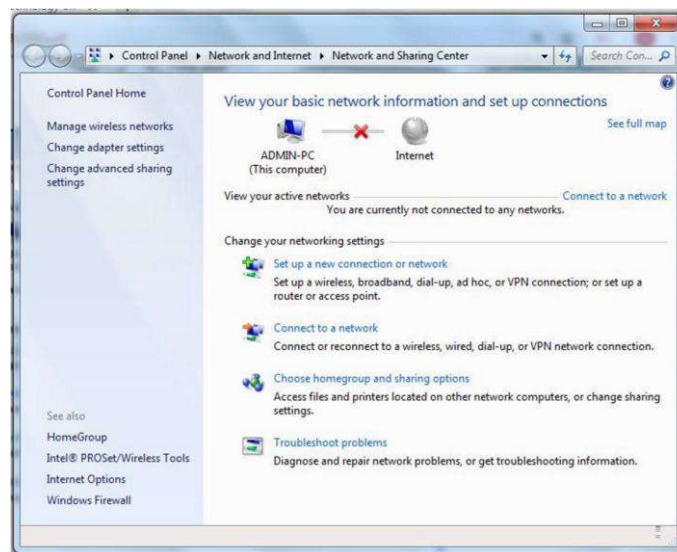 Control Panel ▸ Network and Internet ▸ Network and Sharing Center
Search Con...
Control Panel Home
Manage wireless networks
Change adapter settings
Change advanced sharing
settings
See also
HomeGroup
Intel® PROSet/Wireless Tools
Internet Options
Windows Firewall
View your basic network information and set up connections
See full map
ADMIN-PC
(This computer)
Internet
View your active networks
Connect to a network
You are currently not connected to any networks.
Change your networking settings
Set up a new connection or network
Set up a wireless, broadband, dial-up, ad hoc, or VPN connection; or set up a
router or access point.
Connect to a network
Connect or reconnect to a wireless, wired, dial-up, or VPN network connection.
Choose homegroup and sharing options
Access files and printers located on other network computers, or change sharing
settings.
Troubleshoot problems
Diagnose and repair network problems, or get troubleshooting information.